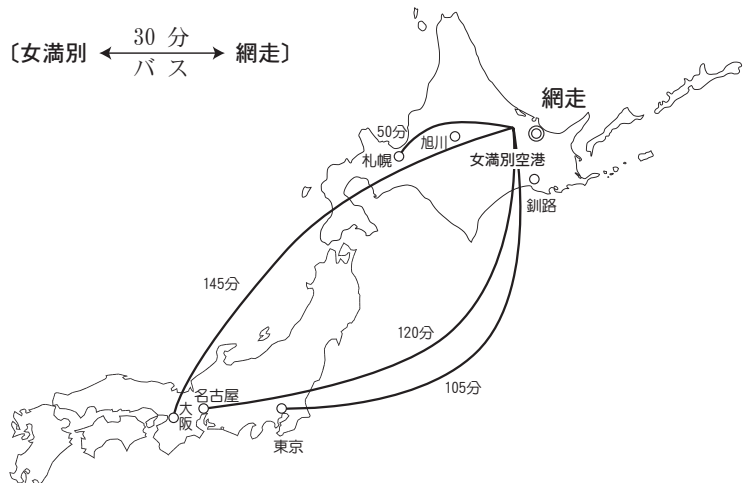 〔女満別 30 分 網走〕
バ ス
網走
50分
旭川
札幌
女満別空港
釧路
145分
120分
105分
名古屋
大阪
東京